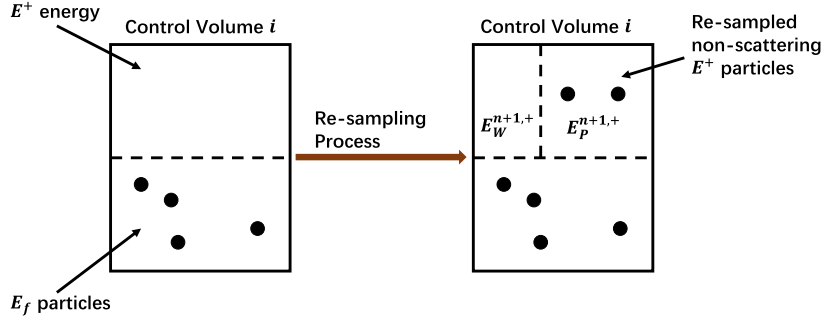 E⁺ energy
Control Volume i
Control Volume i
Re-sampled
non-scattering
E⁺ particles
Re-sampling
Process
E_W^{n+1,+}
E_P^{n+1,+}
E_f particles